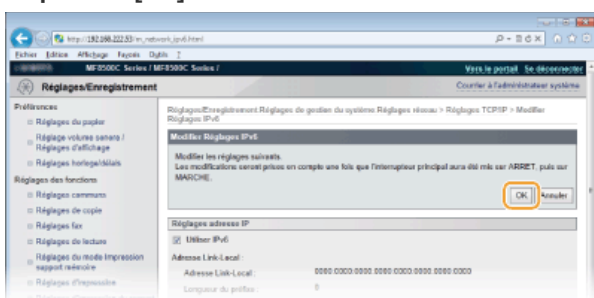 http://192.168.222.53/m_network_ipv6.html
Fichier Edition Affichage Favoris Outils ?
MF8500C Series / MF8500C Series /
Vers le portail Se déconnecter
Réglages/Enregistrement
Courrier à l'administrateur système
Préférences
Réglages du papier
Réglage volume sonore / Réglages d'affichage
Réglages horloge/délais
Réglages des fonctions
Réglages communs
Réglages de copie
Réglages fax
Réglages de lecture
Réglages du mode Impression support mémoire
Réglages d'impression
Réglages/Enregistrement:Réglages de gestion du système:Réglages réseau > Réglages TCP/IP > Modifier
Réglages IPv6
Modifier Réglages IPv6
Modifier les réglages suivants.
Les modifications seront prises en compte une fois que l'interrupteur principal aura été mis sur ARRET, puis sur
MARCHE.
OK Annuler
Réglages adresse IP
Utiliser IPv6
Adresse Link-Local :
Adresse Link-Local : 0000:0000:0000:0000:0000:0000:0000:0000
Longueur du préfixe : 0